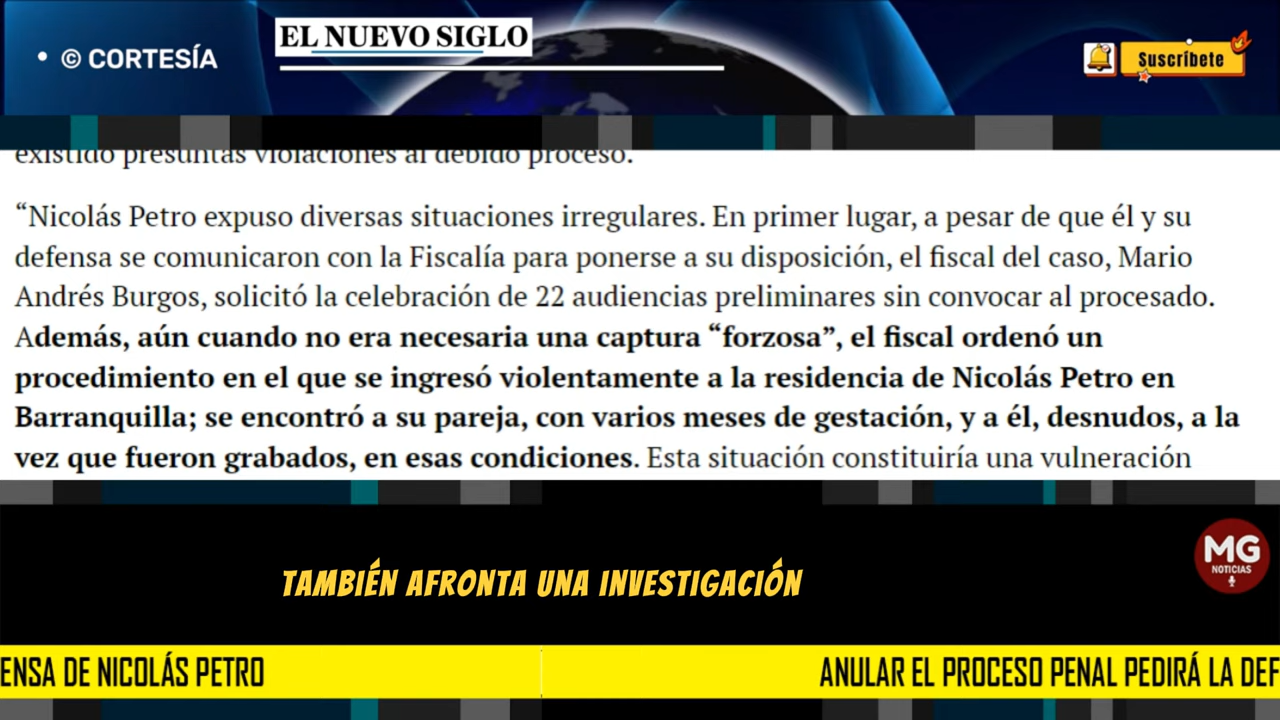 • © CORTESÍA
EL NUEVO SIGLO
Suscríbete
existido presuntas violaciones al debido proceso.
“Nicolás Petro expuso diversas situaciones irregulares. En primer lugar, a pesar de que él y su
defensa se comunicaron con la Fiscalía para ponerse a su disposición, el fiscal del caso, Mario
Andrés Burgos, solicitó la celebración de 22 audiencias preliminares sin convocar al procesado.
Además, aún cuando no era necesaria una captura “forzosa”, el fiscal ordenó un
procedimiento en el que se ingresó violentamente a la residencia de Nicolás Petro en
Barranquilla; se encontró a su pareja, con varios meses de gestación, y a él, desnudos, a la
vez que fueron grabados, en esas condiciones. Esta situación constituiría una vulneración
MG
NOTICIAS
TAMBIÉN AFRONTA UNA INVESTIGACIÓN
ENSA DE NICOLÁS PETRO
ANULAR EL PROCESO PENAL PEDIRÁ LA DEF